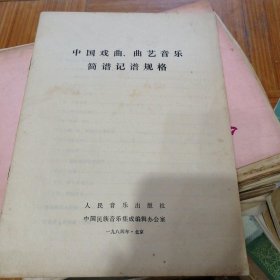 中国戏曲、曲艺音乐
简谱记谱规格
人民音乐出版社
中国民族音乐集成编辑办公室
一九八四年·北京